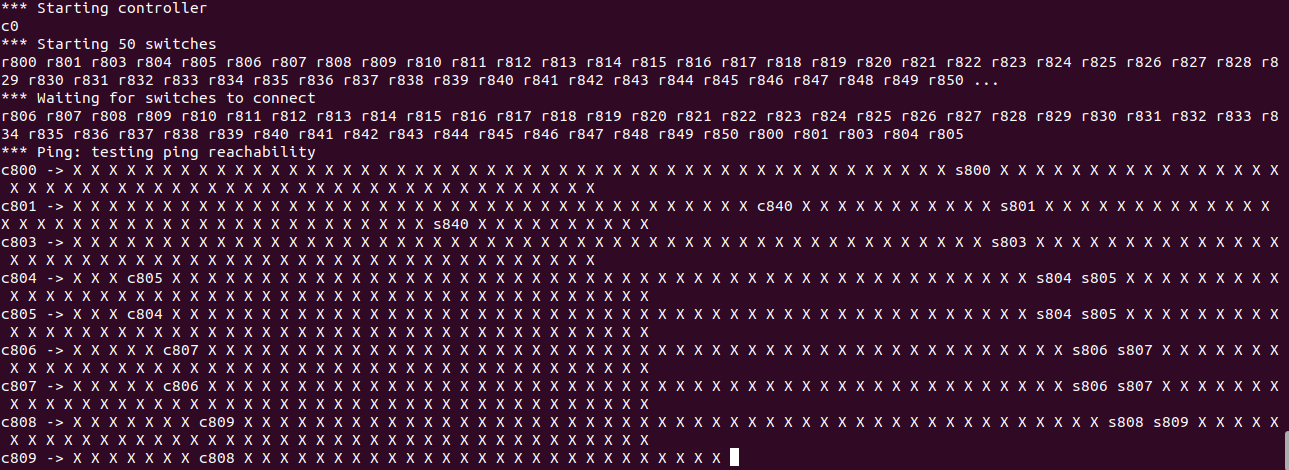 *** Starting controller
c0
*** Starting 50 switches
r800 r801 r803 r804 r805 r806 r807 r808 r809 r810 r811 r812 r813 r814 r815 r816 r817 r818 r819 r820 r821 r822 r823 r824 r825 r826 r827 r828 r8
29 r830 r831 r832 r833 r834 r835 r836 r837 r838 r839 r840 r841 r842 r843 r844 r845 r846 r847 r848 r849 r850 ...
*** Waiting for switches to connect
r806 r807 r808 r809 r810 r811 r812 r813 r814 r815 r816 r817 r818 r819 r820 r821 r822 r823 r824 r825 r826 r827 r828 r829 r830 r831 r832 r833 r8
34 r835 r836 r837 r838 r839 r840 r841 r842 r843 r844 r845 r846 r847 r848 r849 r850 r800 r801 r803 r804 r805
*** Ping: testing ping reachability
c800 -> X X X X X X X X X X X X X X X X X X X X X X X X X X X X X X X X X X X X X X X X X X X X X X X X X s800 X X X X X X X X X X X X X X X X
X X X X X X X X X X X X X X X X X X X X X X X X X X X X X X X X X
c801 -> X X X X X X X X X X X X X X X X X X X X X X X X X X X X X X X X X X X X X X c840 X X X X X X X X X X X s801 X X X X X X X X X X X X X
X X X X X X X X X X X X X X X X X X X X X X X X s840 X X X X X X X X X X
c803 -> X X X X X X X X X X X X X X X X X X X X X X X X X X X X X X X X X X X X X X X X X X X X X X X X X X X s803 X X X X X X X X X X X X X X
X X X X X X X X X X X X X X X X X X X X X X X X X X X X X X X X X
c804 -> X X X c805 X X X X X X X X X X X X X X X X X X X X X X X X X X X X X X X X X X X X X X X X X X X X X X X X s804 s805 X X X X X X X X X
X X X X X X X X X X X X X X X X X X X X X X X X X X X X X X X X X X X X
c805 -> X X X c804 X X X X X X X X X X X X X X X X X X X X X X X X X X X X X X X X X X X X X X X X X X X X X X X X s804 s805 X X X X X X X X X
X X X X X X X X X X X X X X X X X X X X X X X X X X X X X X X X X X X X
c806 -> X X X X X c807 X X X X X X X X X X X X X X X X X X X X X X X X X X X X X X X X X X X X X X X X X X X X X X X X s806 s807 X X X X X X X
X X X X X X X X X X X X X X X X X X X X X X X X X X X X X X X X X X X X
c807 -> X X X X X c806 X X X X X X X X X X X X X X X X X X X X X X X X X X X X X X X X X X X X X X X X X X X X X X X X s806 s807 X X X X X X X
X X X X X X X X X X X X X X X X X X X X X X X X X X X X X X X X X X X X
c808 -> X X X X X X X c809 X X X X X X X X X X X X X X X X X X X X X X X X X X X X X X X X X X X X X X X X X X X X X X X X s808 s809 X X X X X
X X X X X X X X X X X X X X X X X X X X X X X X X X X X X X X X X X X X
c809 -> X X X X X X X c808 X X X X X X X X X X X X X X X X X X X X X X X X X X X